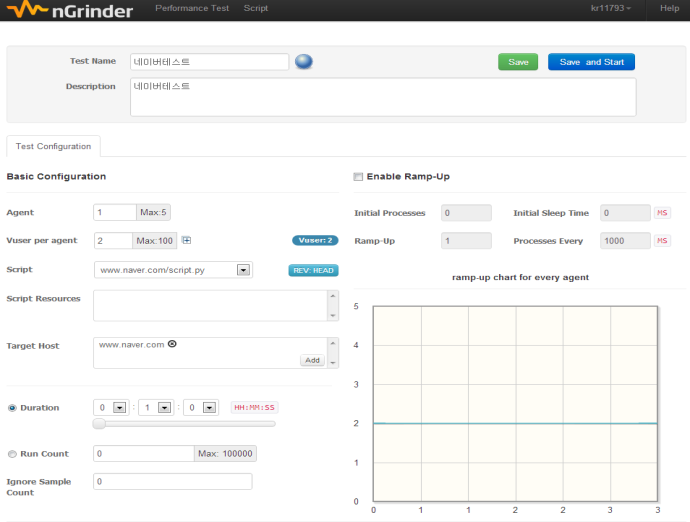 nGrinder Performance Test Script kr11793 Help
Test Name 네이버테스트 Save Save and Start
Description 네이버테스트
Test Configuration
Basic Configuration
Agent 1 Max:5
Vuser per agent 2 Max:100 Vuser: 2
Script www.naver.com/script.py REV: HEAD
Script Resources
Target Host www.naver.com
Add
Duration 0 : 1 : 0 HH:MM:SS
Run Count 0 Max: 100000
Ignore Sample Count 0
Enable Ramp-Up
Initial Processes 0 Initial Sleep Time 0 MS
Ramp-Up 1 Processes Every 1000 MS
ramp-up chart for every agent
5
4
3
2
1
0
0 1 1 2 2 3 3